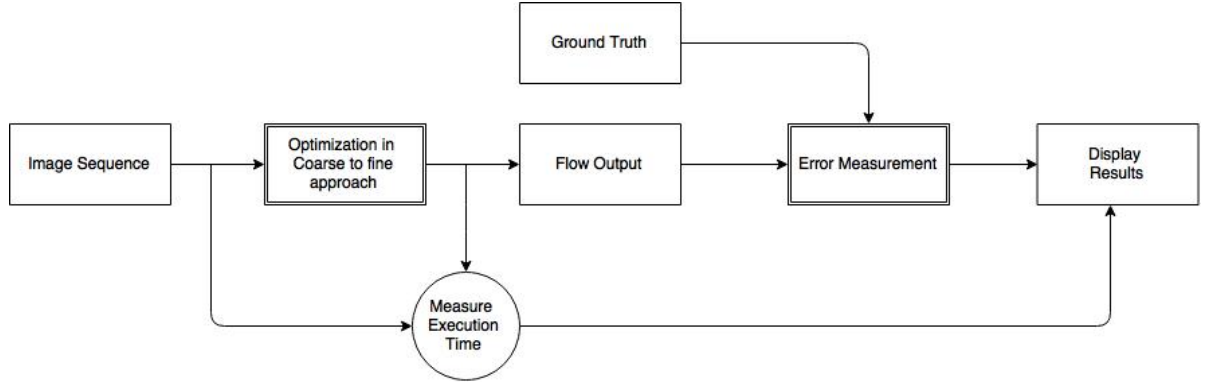 Ground Truth
Image Sequence
Optimization in
Coarse to fine
approach
Flow Output
Error Measurement
Display
Results
Measure
Execution
Time